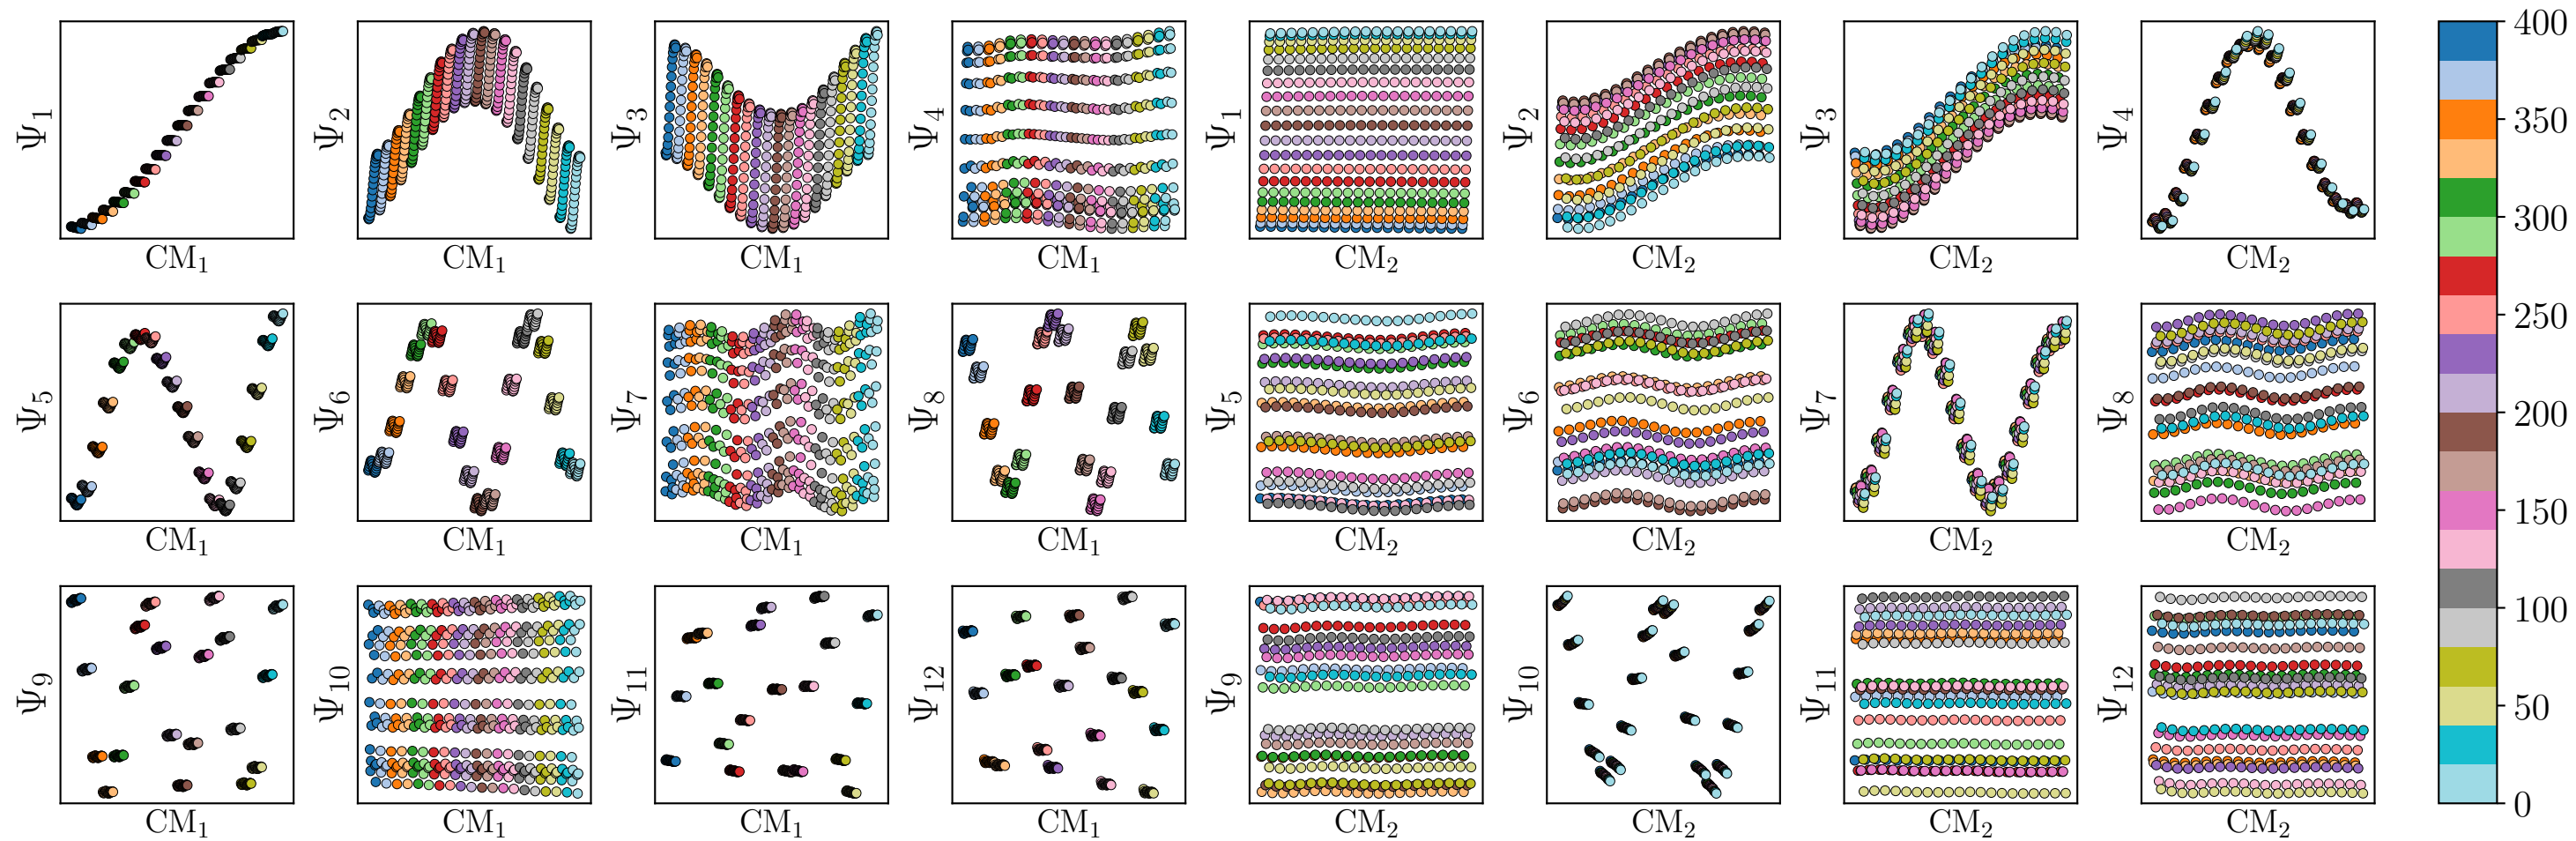 Ψ₁ Ψ₂ Ψ₃ Ψ₄ Ψ₁ Ψ₂ Ψ₃ Ψ₄
CM₁ CM₁ CM₁ CM₁ CM₂ CM₂ CM₂ CM₂
Ψ₅ Ψ₆ Ψ₇ Ψ₈ Ψ₅ Ψ₆ Ψ₇ Ψ₈
CM₁ CM₁ CM₁ CM₁ CM₂ CM₂ CM₂ CM₂
Ψ₉ Ψ₁₀ Ψ₁₁ Ψ₁₂ Ψ₉ Ψ₁₀ Ψ₁₁ Ψ₁₂
CM₁ CM₁ CM₁ CM₁ CM₂ CM₂ CM₂ CM₂
400
350
300
250
200
150
100
50
0